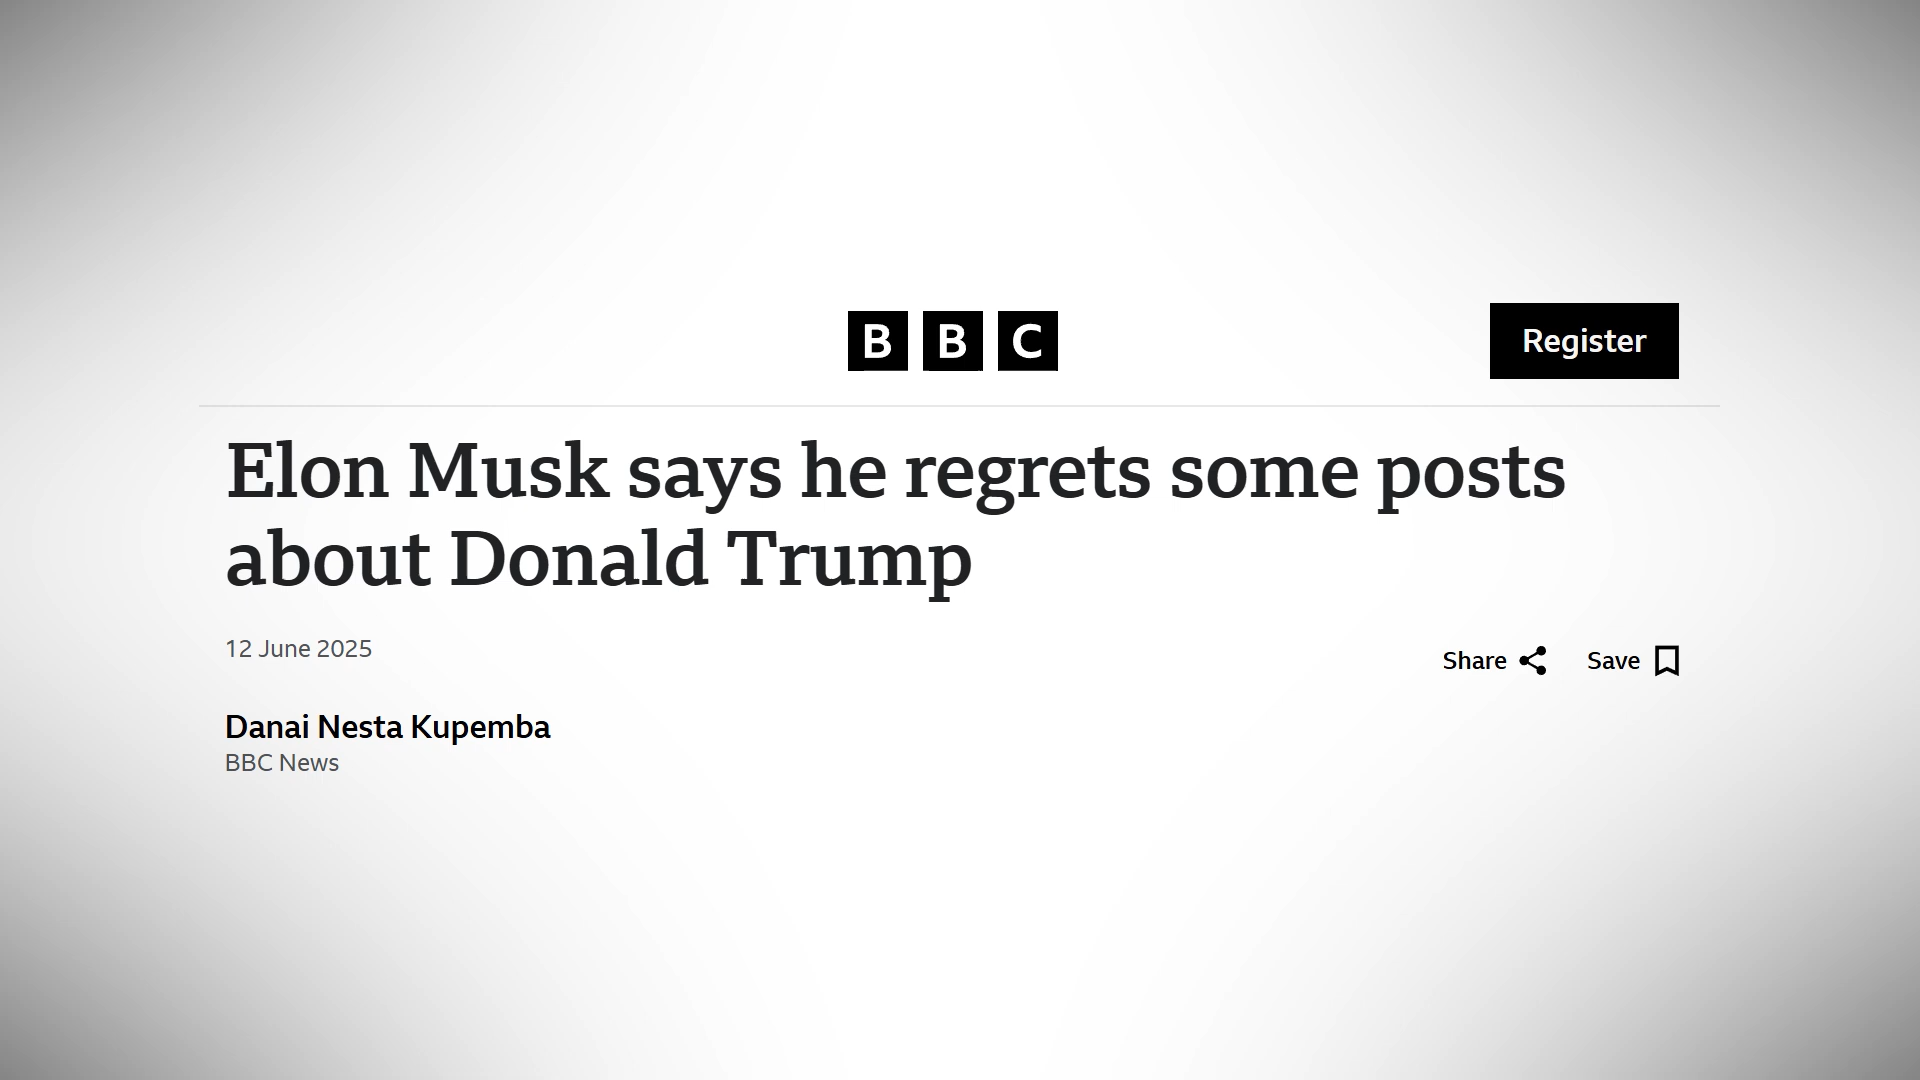 BBC
Register
Elon Musk says he regrets some posts
about Donald Trump
12 June 2025
Share
Save
Danai Nesta Kupemba
BBC News